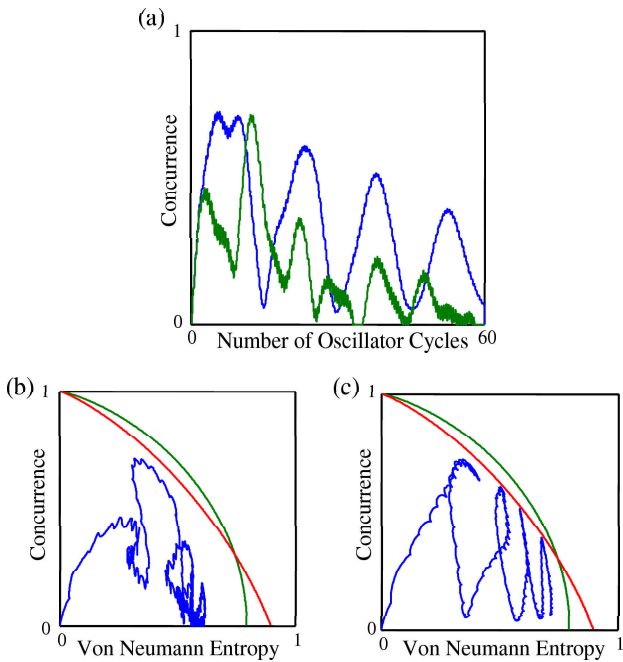 (a)
1
Concurrence
0
0 Number of Oscillator Cycles 60
(b)
1
Concurrence
0
0 Von Neumann Entropy 1
(c)
1
Concurrence
0
0 Von Neumann Entropy 1